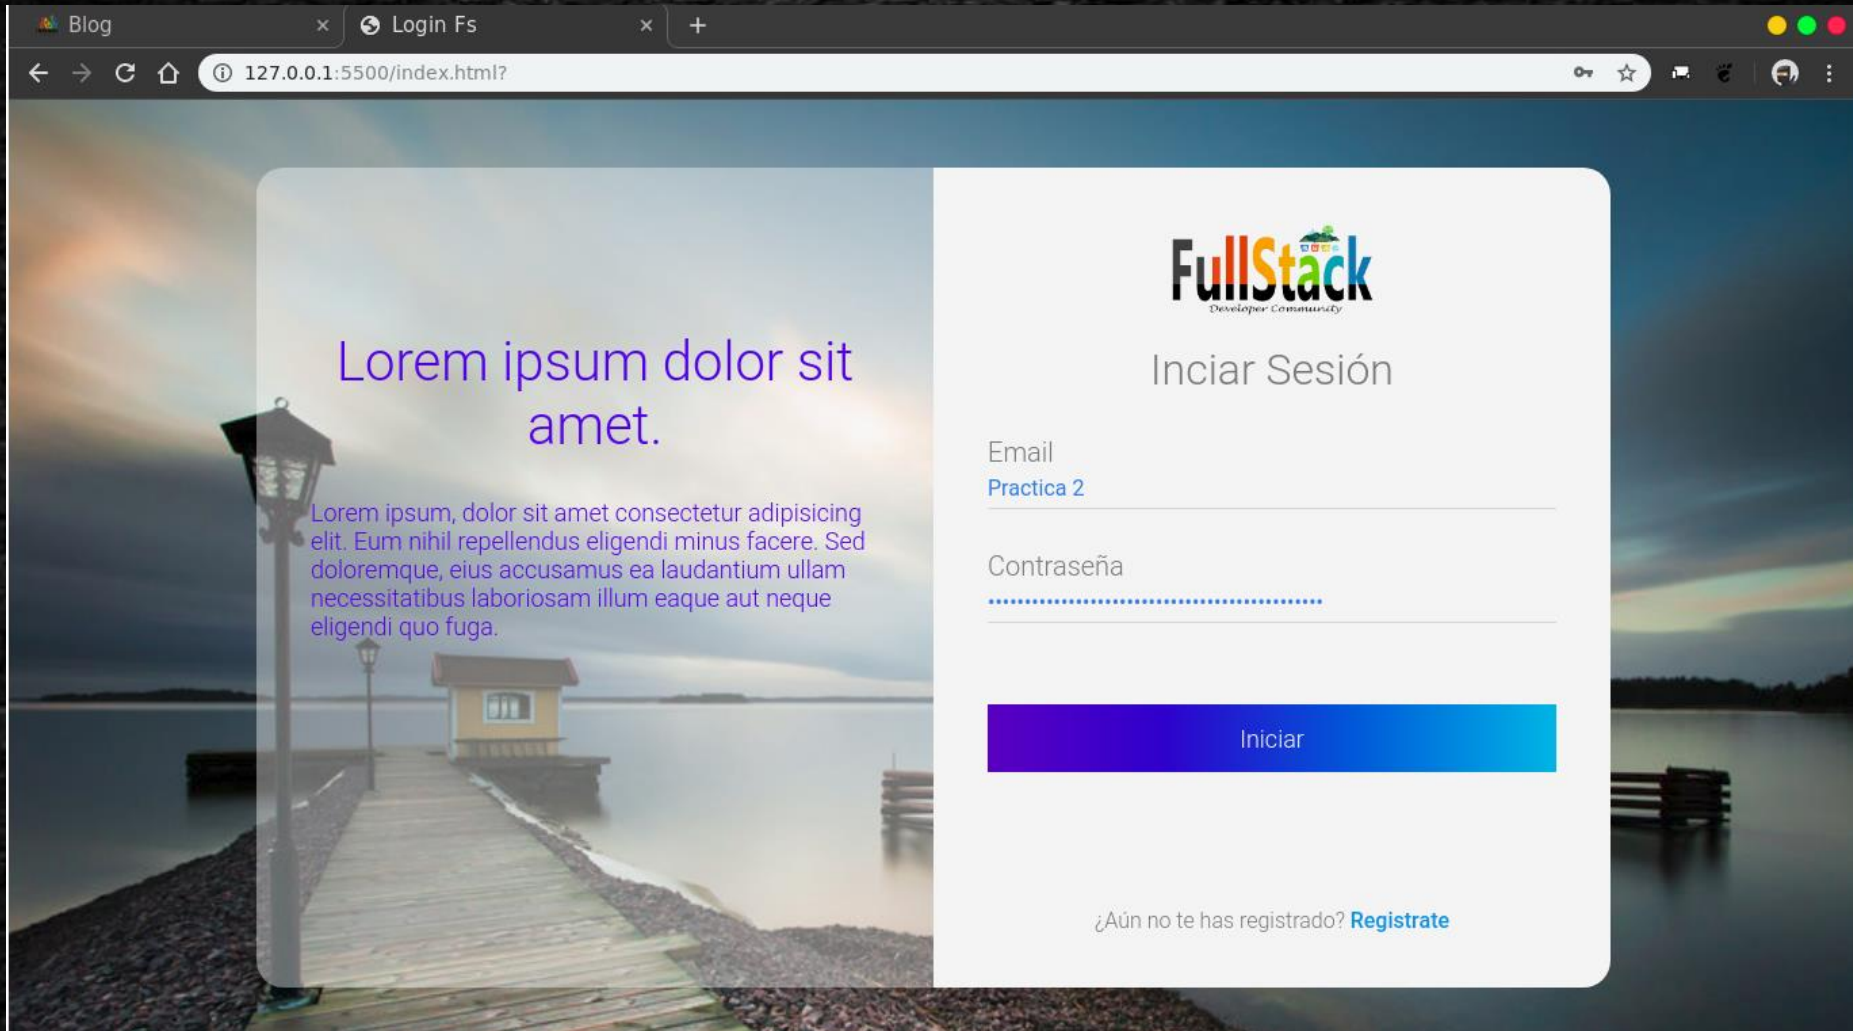 Blog
Login Fs
127.0.0.1:5500/index.html?
Lorem ipsum dolor sit
amet.
Lorem ipsum, dolor sit amet consectetur adipisicing
elit. Eum nihil repellendus eligendi minus facere. Sed
doloremque, eius accusamus ea laudantium ullam
necessitatibus laboriosam illum eaque aut neque
eligendi quo fuga.
FullStack
Developer Community
Inciar Sesión
Email
Practica 2
Contraseña
Iniciar
¿Aún no te has registrado? Registrate